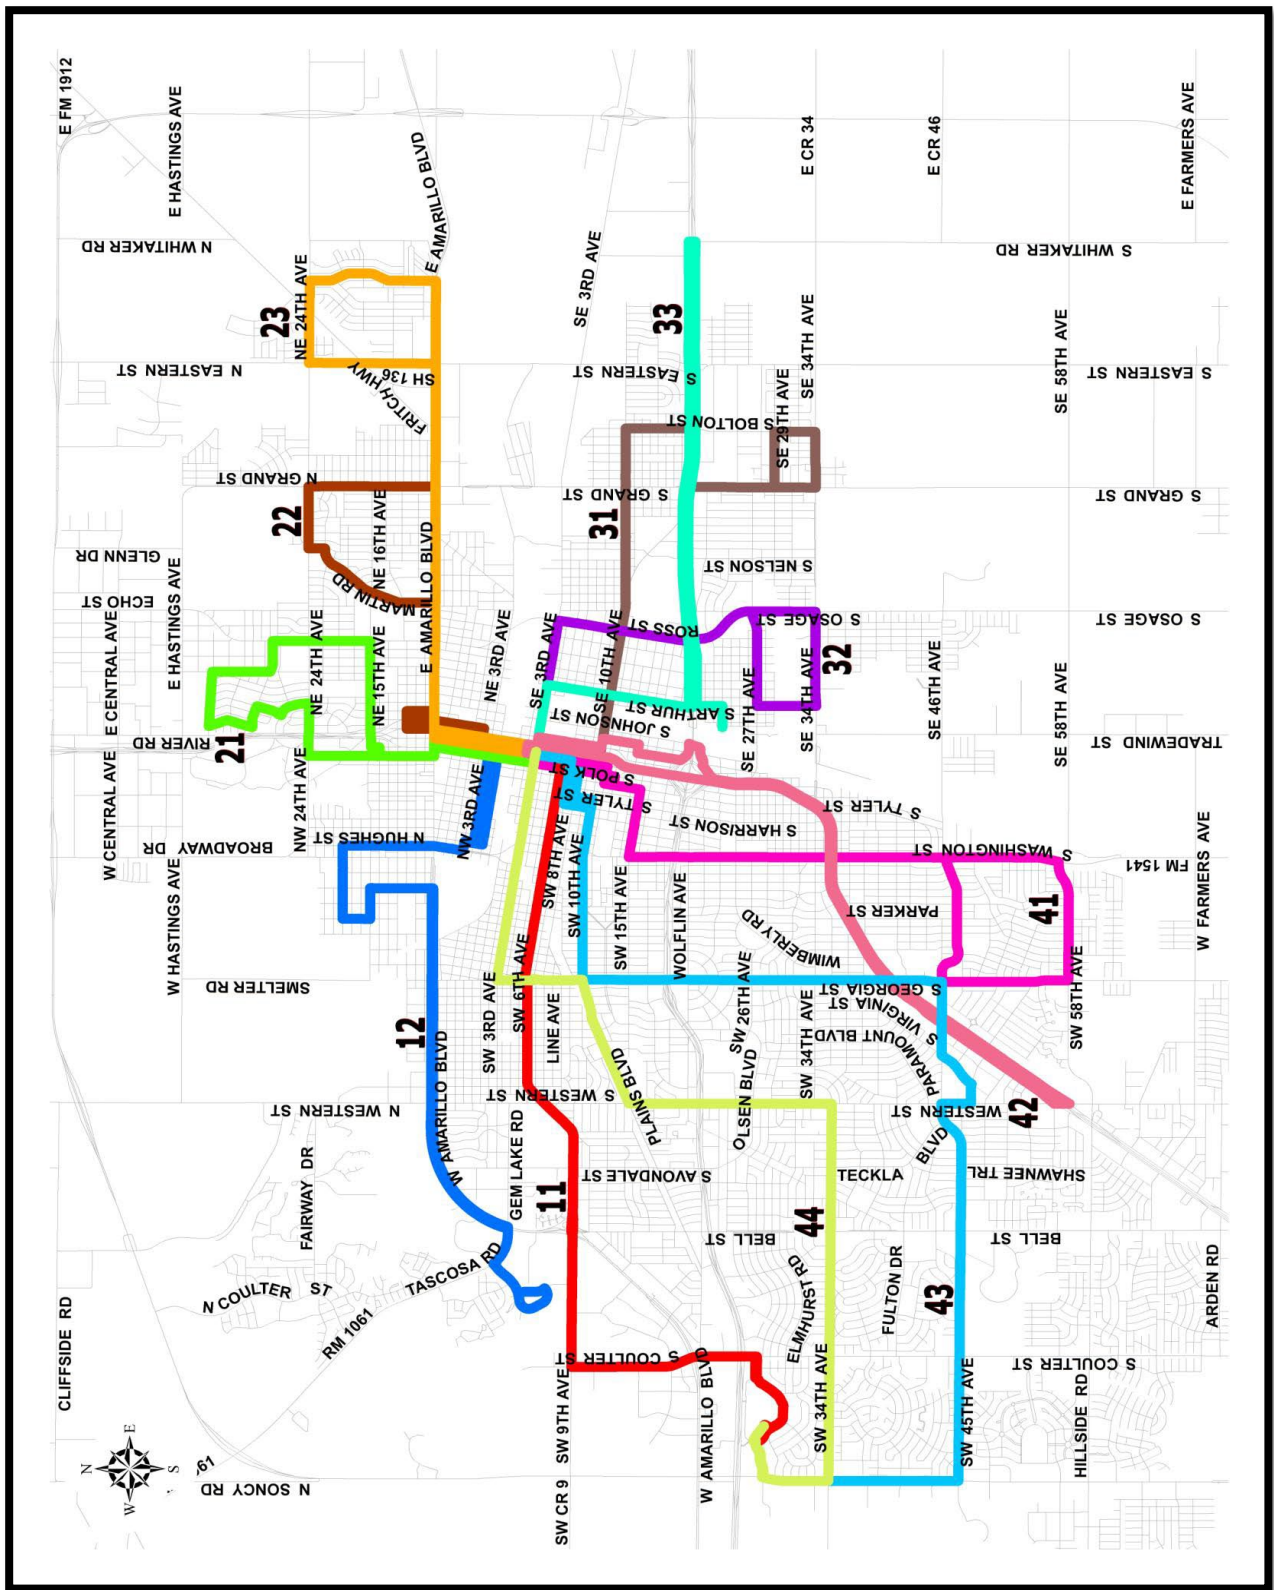 E FM 1912
E HASTINGS AVE
E AMARILLO BLVD
E CR 34
E CR 46
E FARMERS AVE
N WHITAKER RD
S WHITAKER RD
SE 3RD AVE
NE 24TH AVE
23
33
SE 34TH AVE
SE 58TH AVE
N EASTERN ST
SH 136
FRITCH HWY
S EASTERN ST
S EASTERN ST
S BOLTON ST
SE 29TH AVE
N GRAND ST
22
S GRAND ST
31
S GRAND ST
NE 16TH AVE
E AMARILLO BLVD
GLENN DR
S NELSON ST
ECHO ST
MARTIN RD
E CENTRAL AVE
E HASTINGS AVE
NE 24TH AVE
NE 15TH AVE
NE 3RD AVE
SE 3RD AVE
SE 10TH AVE
ROSS ST
S OSAGE ST
S OSAGE ST
32
SE 27TH AVE
SE 34TH AVE
SE 46TH AVE
SE 58TH AVE
S ARTHUR ST
S JOHNSON ST
RIVER RD
21
TRADEWIND ST
W CENTRAL AVE
NW 24TH AVE
S POLK ST
S TYLER ST
S TYLER ST
S HARRISON ST
BROADWAY DR
N HUGHES ST
NW 3RD AVE
S WASHINGTON ST
FM 1541
W HASTINGS AVE
SW 8TH AVE
SW 10TH AVE
SW 15TH AVE
WOLFLIN AVE
WIMBERLY RD
PARKER ST
41
W FARMERS AVE
SMELTER RD
SW 3RD AVE
SW 6TH AVE
S GEORGIA ST
SW 58TH AVE
12
LINE AVE
SW 26TH AVE
SW 34TH AVE
S VIRGINIA ST
PARAMOUNT BLVD
N WESTERN ST
W AMARILLO BLVD
S WESTERN ST
PLAINS BLVD
OLSEN BLVD
S WESTERN ST
42
FAIRWAY DR
GEM LAKE RD
11
S AVONDALE ST
TECKLA
BLVD
SHAWNEE TRL
44
BELL ST
BELL ST
N COULTER ST
TASCOSA RD
RM 1061
ELMHURST RD
FULTON DR
43
ARDEN RD
CLIFFSIDE RD
S COULTER ST
S COULTER ST
SW 9TH AVE
W AMARILLO BLVD
SW 34TH AVE
SW 45TH AVE
HILLSIDE RD
N
E
S
W
N SONCY RD
SW CR 9